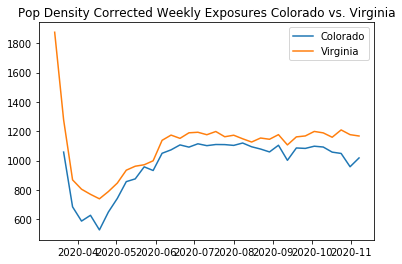 Pop Density Corrected Weekly Exposures Colorado vs. Virginia
Colorado
Virginia
1800
1600
1400
1200
1000
800
600
2020-04 2020-05 2020-06 2020-07 2020-08 2020-09 2020-10 2020-11